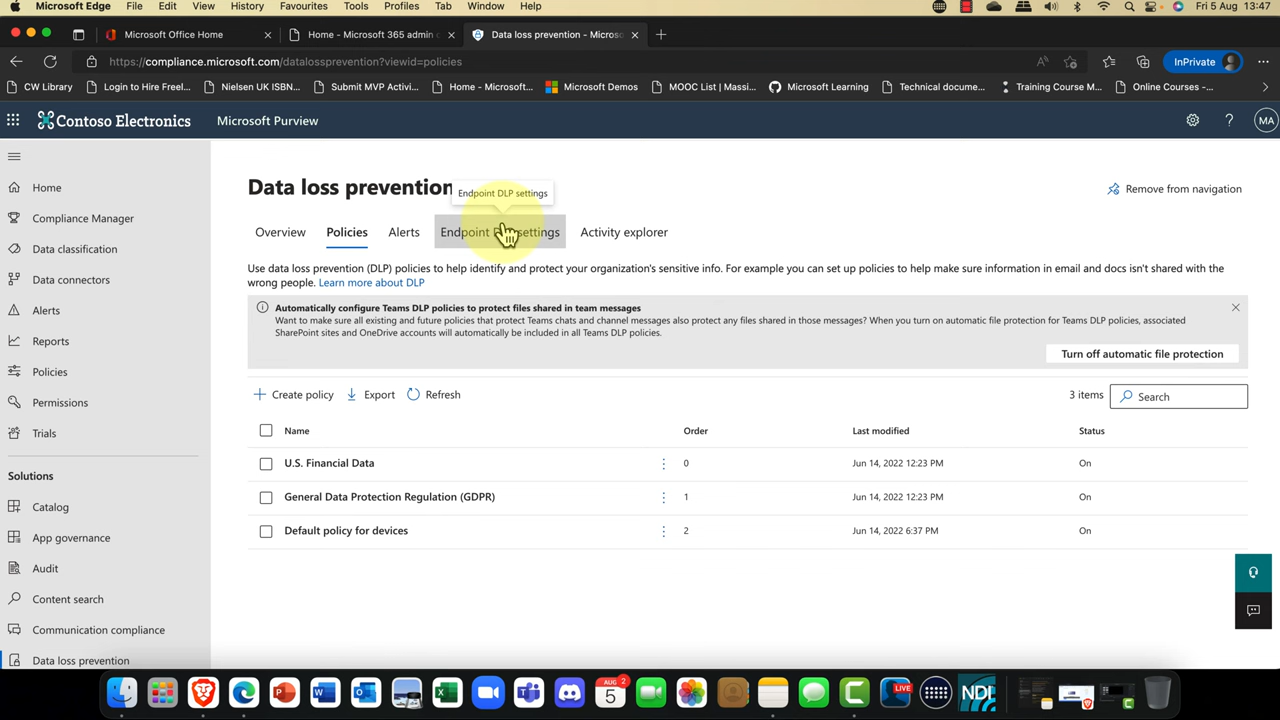 Microsoft Edge File Edit View History Favourites Tools Profiles Tab Window Help Fri 5 Aug 13:47
Microsoft Office Home Home - Microsoft 365 admin c Data loss prevention - Microso
https://compliance.microsoft.com/datalossprevention?viewid=policies InPrivate
CW Library Login to Hire Freel... Nielsen UK ISBN... Submit MVP Activi... Home - Microsoft... Microsoft Demos MOOC List | Massi... Microsoft Learning Technical docume... Training Course M... Online Courses -...
Contoso Electronics Microsoft Purview ? MA
Home
Compliance Manager
Data classification
Data connectors
Alerts
Reports
Policies
Permissions
Trials
Solutions
Catalog
App governance
Audit
Content search
Communication compliance
Data loss prevention
Data loss prevention
Endpoint DLP settings
Remove from navigation
Overview Policies Alerts Endpoint DLP settings Activity explorer
Use data loss prevention (DLP) policies to help identify and protect your organization's sensitive info. For example you can set up policies to help make sure information in email and docs isn't shared with the
wrong people. Learn more about DLP
Automatically configure Teams DLP policies to protect files shared in team messages
Want to make sure all existing and future policies that protect Teams chats and channel messages also protect any files shared in those messages? When you turn on automatic file protection for Teams DLP policies, associated
SharePoint sites and OneDrive accounts will automatically be included in all Teams DLP policies.
Turn off automatic file protection
Create policy Export Refresh 3 items Search
Name Order Last modified Status
U.S. Financial Data 0 Jun 14, 2022 12:23 PM On
General Data Protection Regulation (GDPR) 1 Jun 14, 2022 12:23 PM On
Default policy for devices 2 Jun 14, 2022 6:37 PM On
AUG 2
5
LIVE
NDI